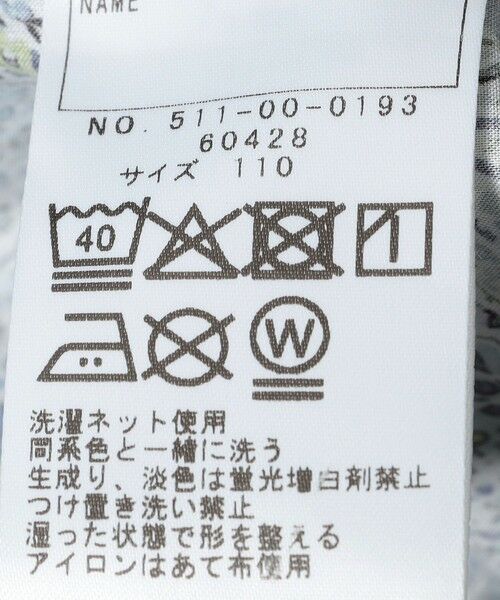 NAME
NO. 511-00-0193
60428
サイズ 110
40
W
洗濯ネット使用
同系色と一緒に洗う
生成り、淡色は蛍光増白剤禁止
つけ置き洗い禁止
湿った状態で形を整える
アイロンはあて布使用